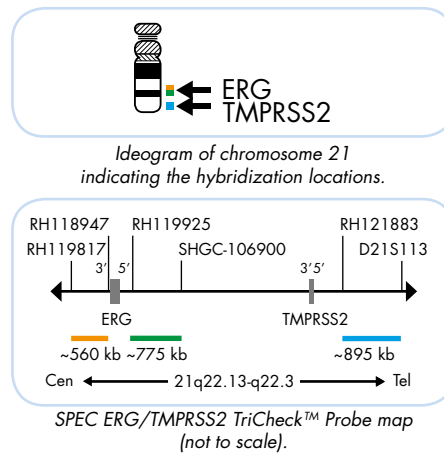 ERG
TMPRSS2
Ideogram of chromosome 21
indicating the hybridization locations.
RH118947 RH119925 RH121883
RH119817 SHGC-106900 D21S113
3' 5' 3'5'
ERG TMPRSS2
~560 kb ~775 kb ~895 kb
Cen 21q22.13-q22.3 Tel
SPEC ERG/TMPRSS2 TriCheck™ Probe map
(not to scale).